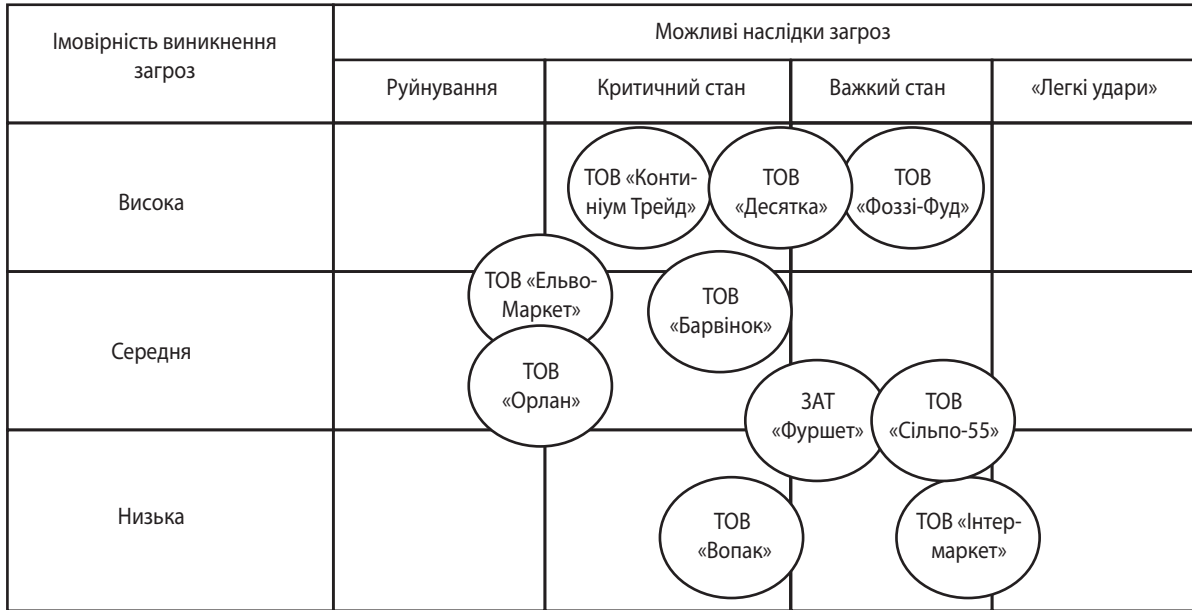 Імовірність виникнення
загроз
Можливі наслідки загроз
Руйнування
Критичний стан
Важкий стан
«Легкі удари»
Висока
ТОВ «Конти-
ніум Трейд»
ТОВ
«Десятка»
ТОВ
«Фоззі-Фуд»
Середня
ТОВ «Ельво-
Маркет»
ТОВ
«Барвінок»
ТОВ
«Орлан»
ЗАТ
«Фуршет»
ТОВ
«Сільпо-55»
Низька
ТОВ
«Вопак»
ТОВ «Інтер-
маркет»